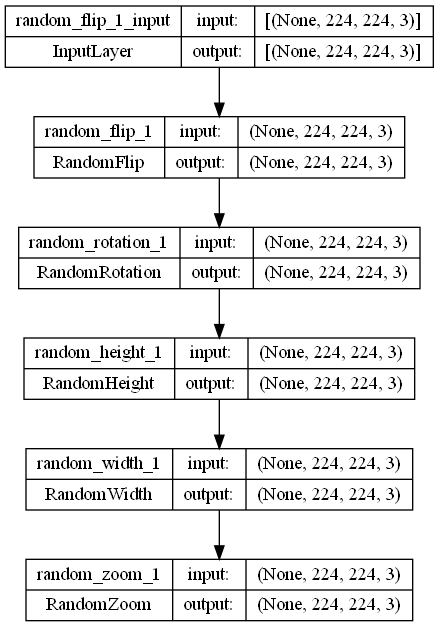 random_flip_1_input input: [(None, 224, 224, 3)]
InputLayer output: [(None, 224, 224, 3)]
random_flip_1 input: (None, 224, 224, 3)
RandomFlip output: (None, 224, 224, 3)
random_rotation_1 input: (None, 224, 224, 3)
RandomRotation output: (None, 224, 224, 3)
random_height_1 input: (None, 224, 224, 3)
RandomHeight output: (None, 224, 224, 3)
random_width_1 input: (None, 224, 224, 3)
RandomWidth output: (None, 224, 224, 3)
random_zoom_1 input: (None, 224, 224, 3)
RandomZoom output: (None, 224, 224, 3)